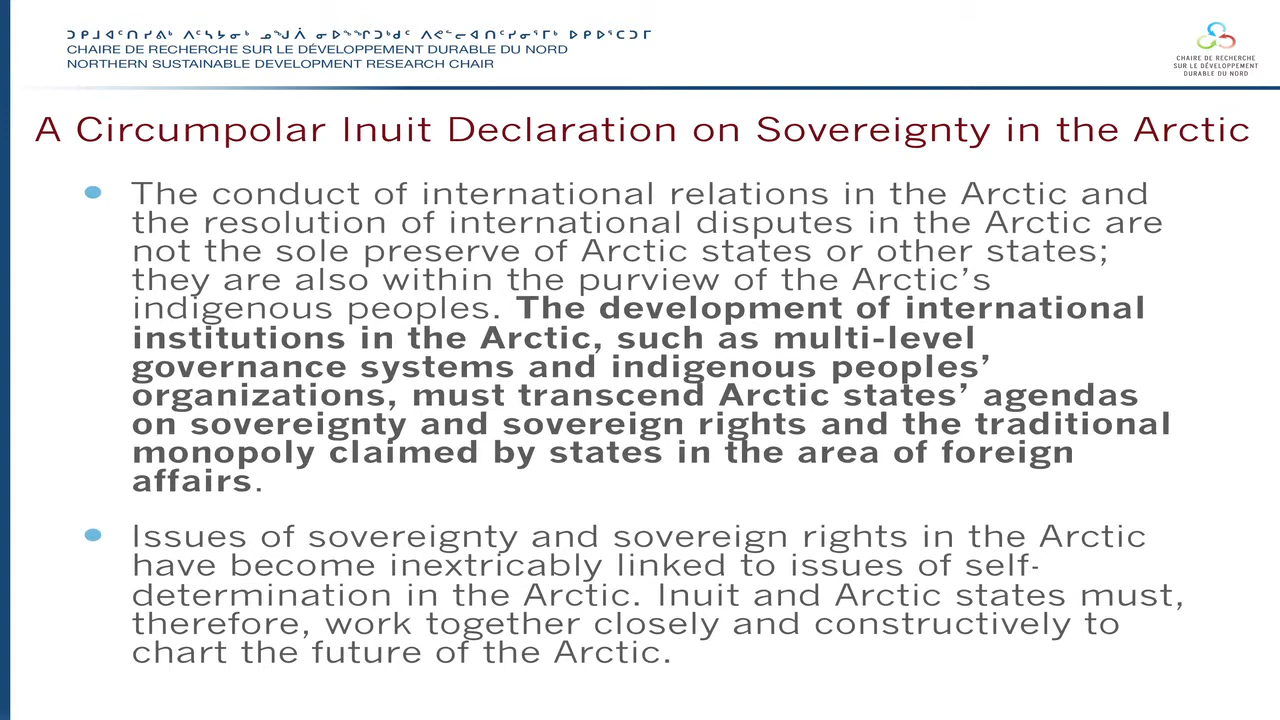 CHAIRE DE RECHERCHE SUR LE DÉVELOPPEMENT DURABLE DU NORD
NORTHERN SUSTAINABLE DEVELOPMENT RESEARCH CHAIR
CHAIRE DE RECHERCHE
SUR LE DÉVELOPPEMENT
DURABLE DU NORD
A Circumpolar Inuit Declaration on Sovereignty in the Arctic
The conduct of international relations in the Arctic and
the resolution of international disputes in the Arctic are
not the sole preserve of Arctic states or other states;
they are also within the purview of the Arctic’s
indigenous peoples. The development of international
institutions in the Arctic, such as multi-level
governance systems and indigenous peoples’
organizations, must transcend Arctic states’ agendas
on sovereignty and sovereign rights and the traditional
monopoly claimed by states in the area of foreign
affairs.
Issues of sovereignty and sovereign rights in the Arctic
have become inextricably linked to issues of self-
determination in the Arctic. Inuit and Arctic states must,
therefore, work together closely and constructively to
chart the future of the Arctic.